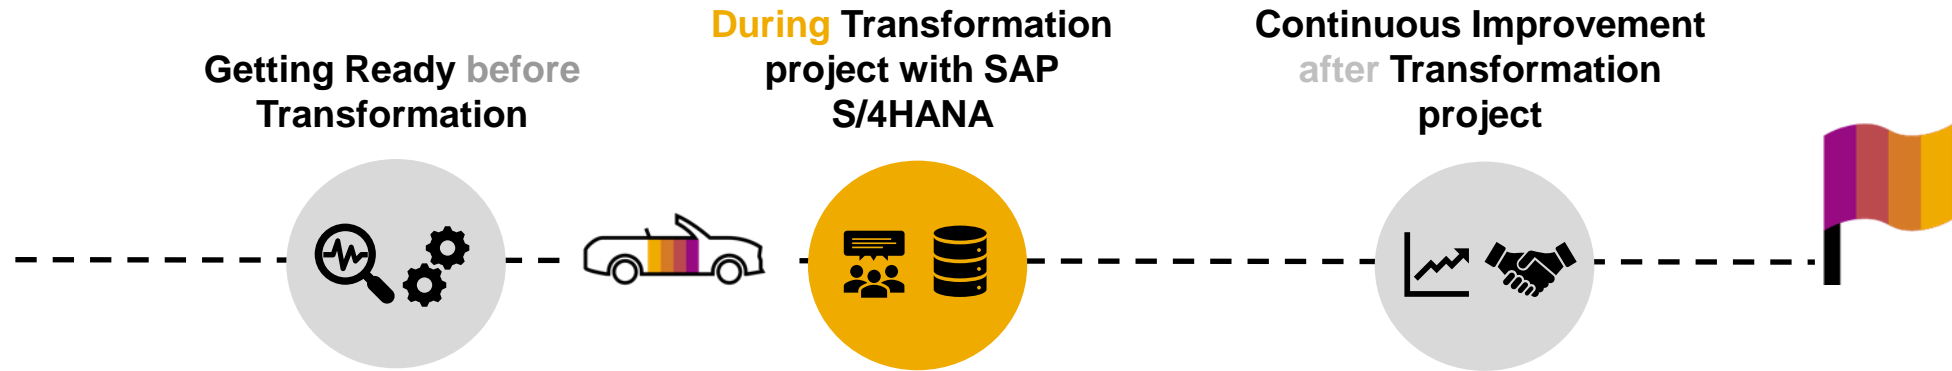 Getting Ready before
Transformation
During Transformation
project with SAP
S/4HANA
Continuous Improvement
after Transformation
project